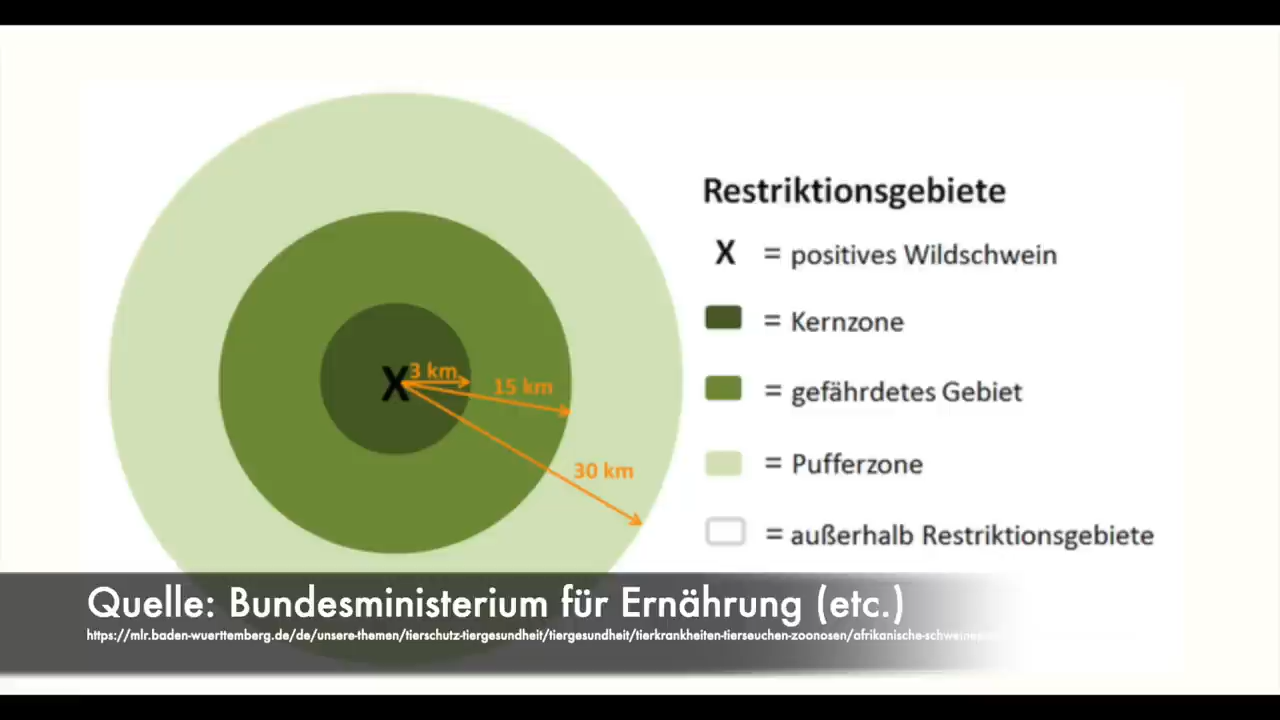 Restriktionsgebiete
X = positives Wildschwein
= Kernzone
X 3 km
15 km
= gefährdetes Gebiet
30 km
= Pufferzone
= außerhalb Restriktionsgebiete
Quelle: Bundesministerium für Ernährung (etc.)
https://mlr.baden-wuerttemberg.de/de/unsere-themen/tierschutz-tiergesundheit/tiergesundheit/tierkrankheiten-tierseuchen-zoonosen/afrikanische-schweinep